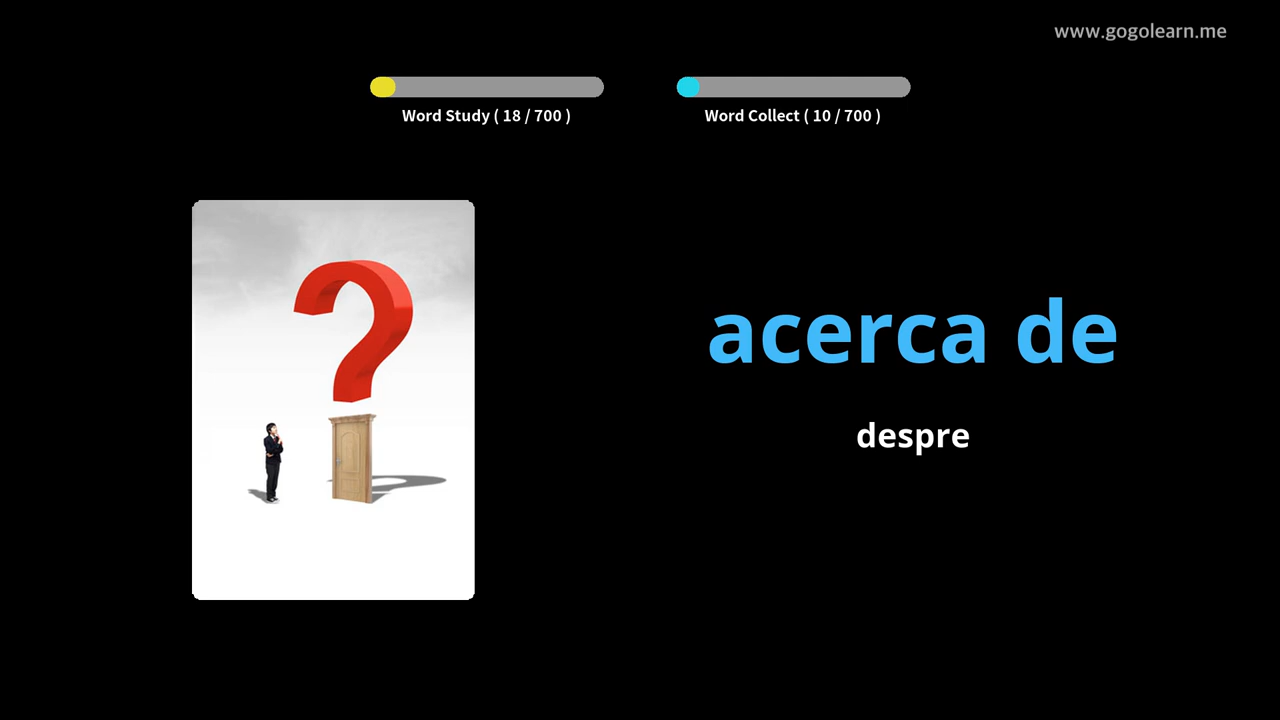 www.gogolearn.me
Word Study ( 18 / 700 )
Word Collect ( 10 / 700 )
?
acerca de
despre